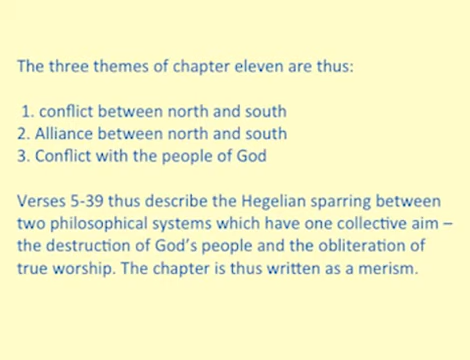 The three themes of chapter eleven are thus:
1. conflict between north and south
2. Alliance between north and south
3. Conflict with the people of God
Verses 5-39 thus describe the Hegelian sparring between
two philosophical systems which have one collective aim –
the destruction of God's people and the obliteration of
true worship. The chapter is thus written as a merism.